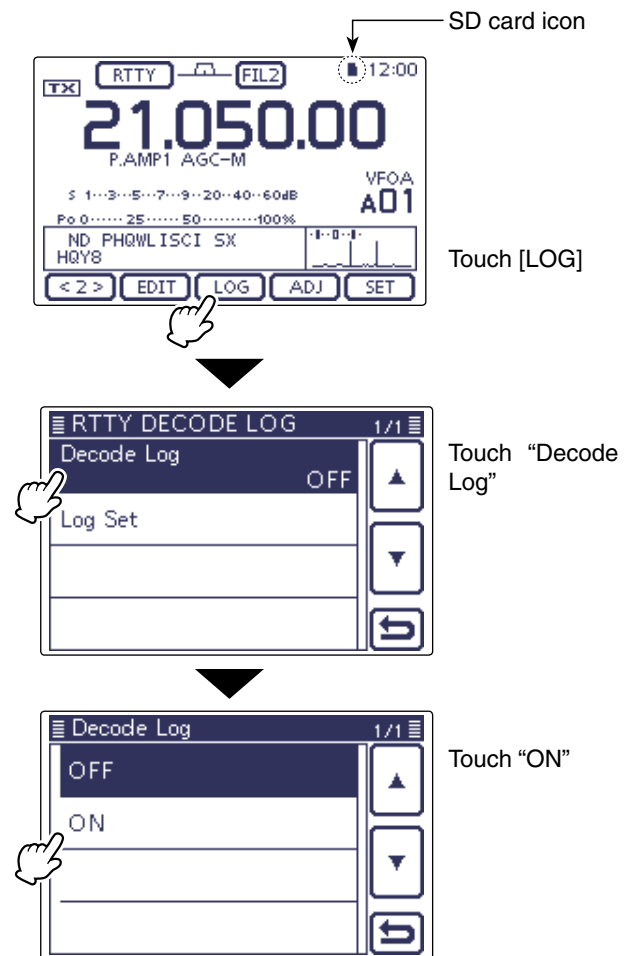 SD card icon
RTTY FIL2 12:00
TX
21.050.00
P.AMP1 AGC-M
VFOA
A01
S 1···3···5···7···9··20··40··60dB
Po 0······25······50··········100%
ND PHQWLISCI SX
HQY8
Touch [LOG]
< 2 > EDIT LOG ADJ SET
RTTY DECODE LOG 1/1
Decode Log
OFF
Log Set
Touch “Decode
Log”
Decode Log 1/1
OFF
ON
Touch “ON”